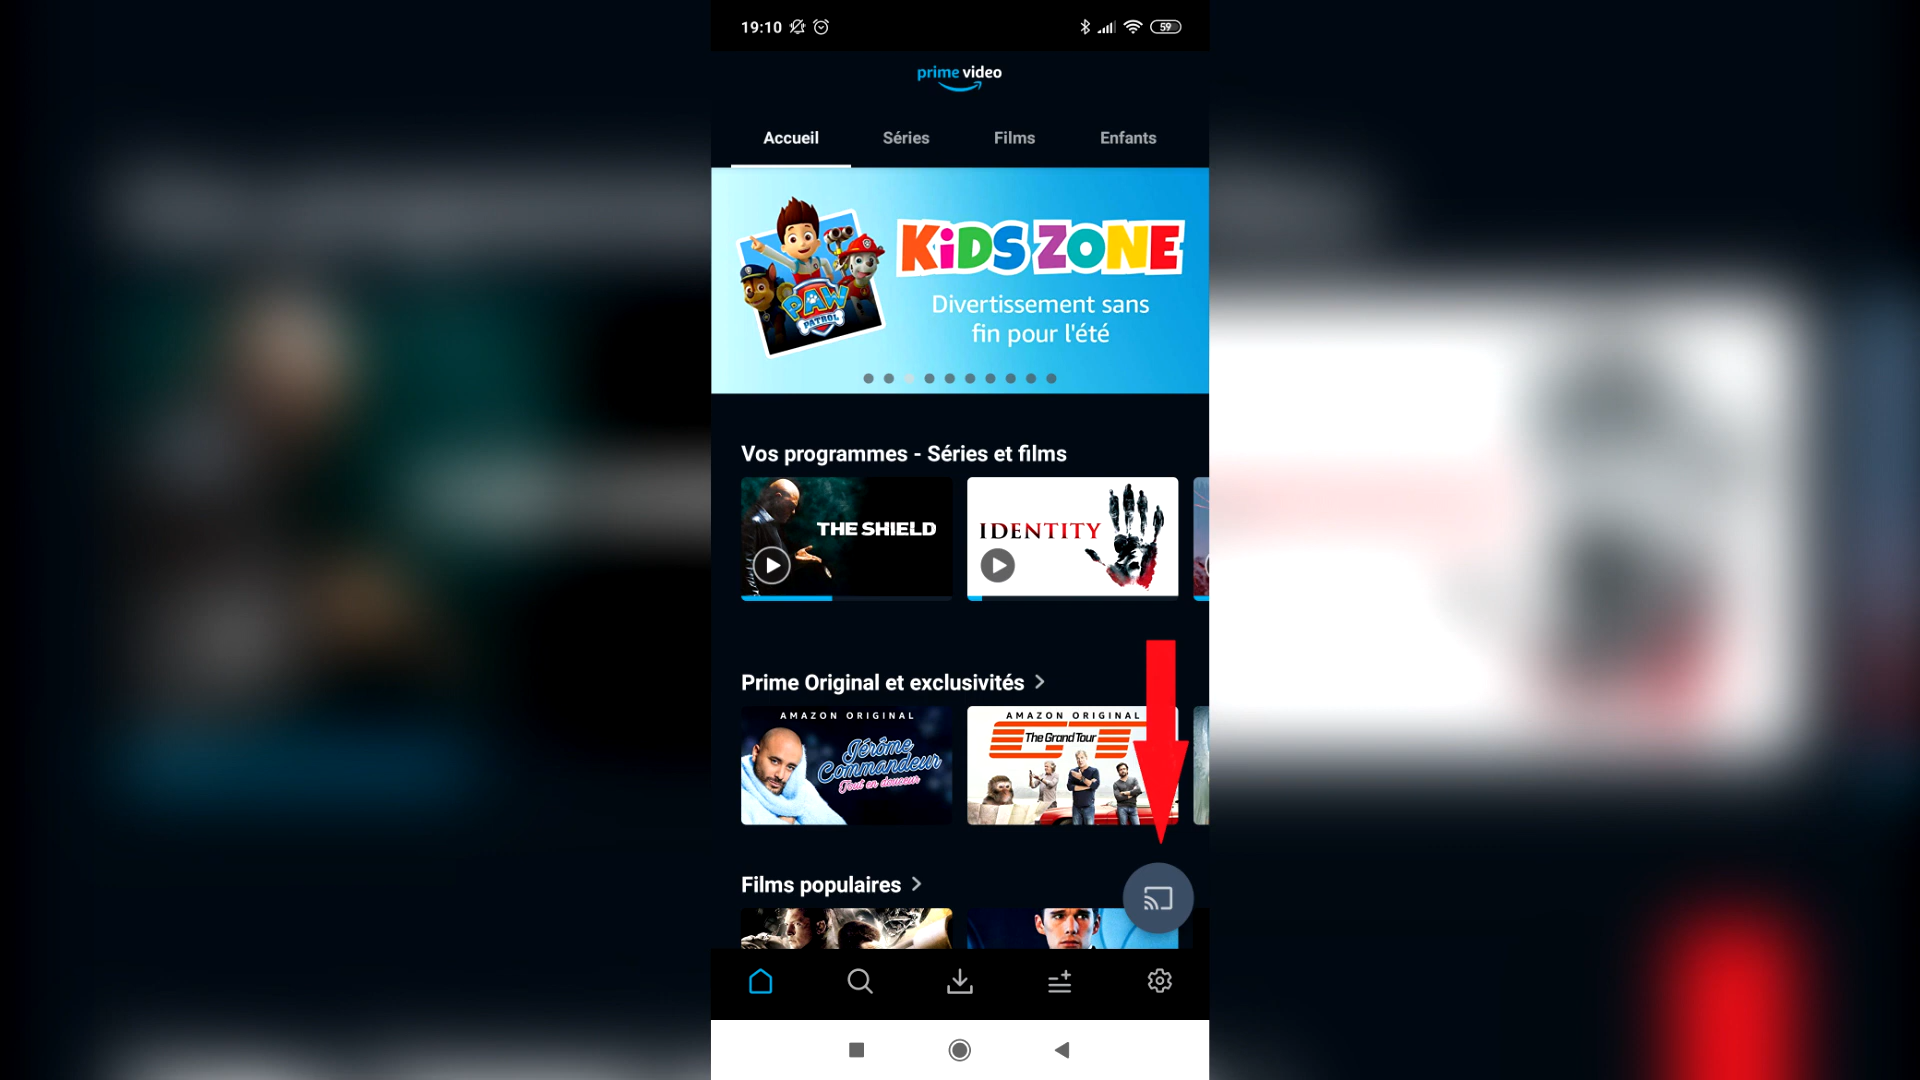 19:10
59
prime video
Accueil
Séries
Films
Enfants
KiDS ZONE
Divertissement sans
fin pour l'été
PAW
PATROL
Vos programmes - Séries et films
THE SHIELD
IDENTITY
Prime Original et exclusivités
AMAZON ORIGINAL
Jérôme
Commandeur
Tout en douceur
AMAZON ORIGINAL
The Grand Tour
Films populaires